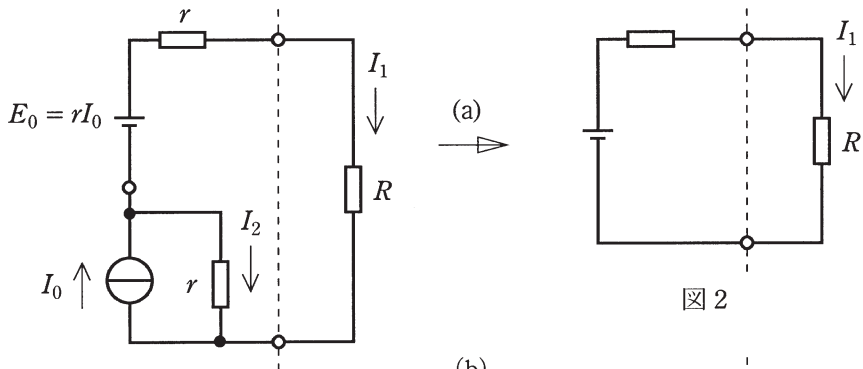 r
I₁
E₀ = rI₀
R
I₂
I₀
r
(a)
I₁
R
図 2
(b)